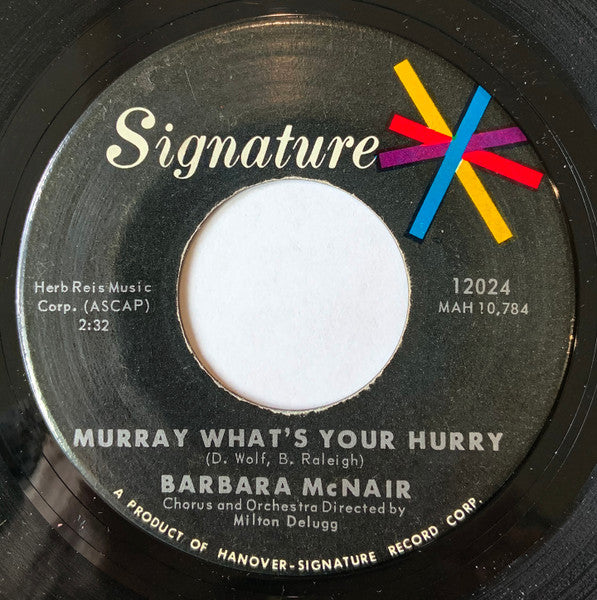 Signature
Herb Reis Music
Corp. (ASCAP)
2:32
12024
MAH 10,784
MURRAY WHAT'S YOUR HURRY
(D. Wolf, B. Raleigh)
BARBARA McNAIR
Chorus and Orchestra Directed by
Milton Delugg
A PRODUCT OF HANOVER-SIGNATURE RECORD CORP.